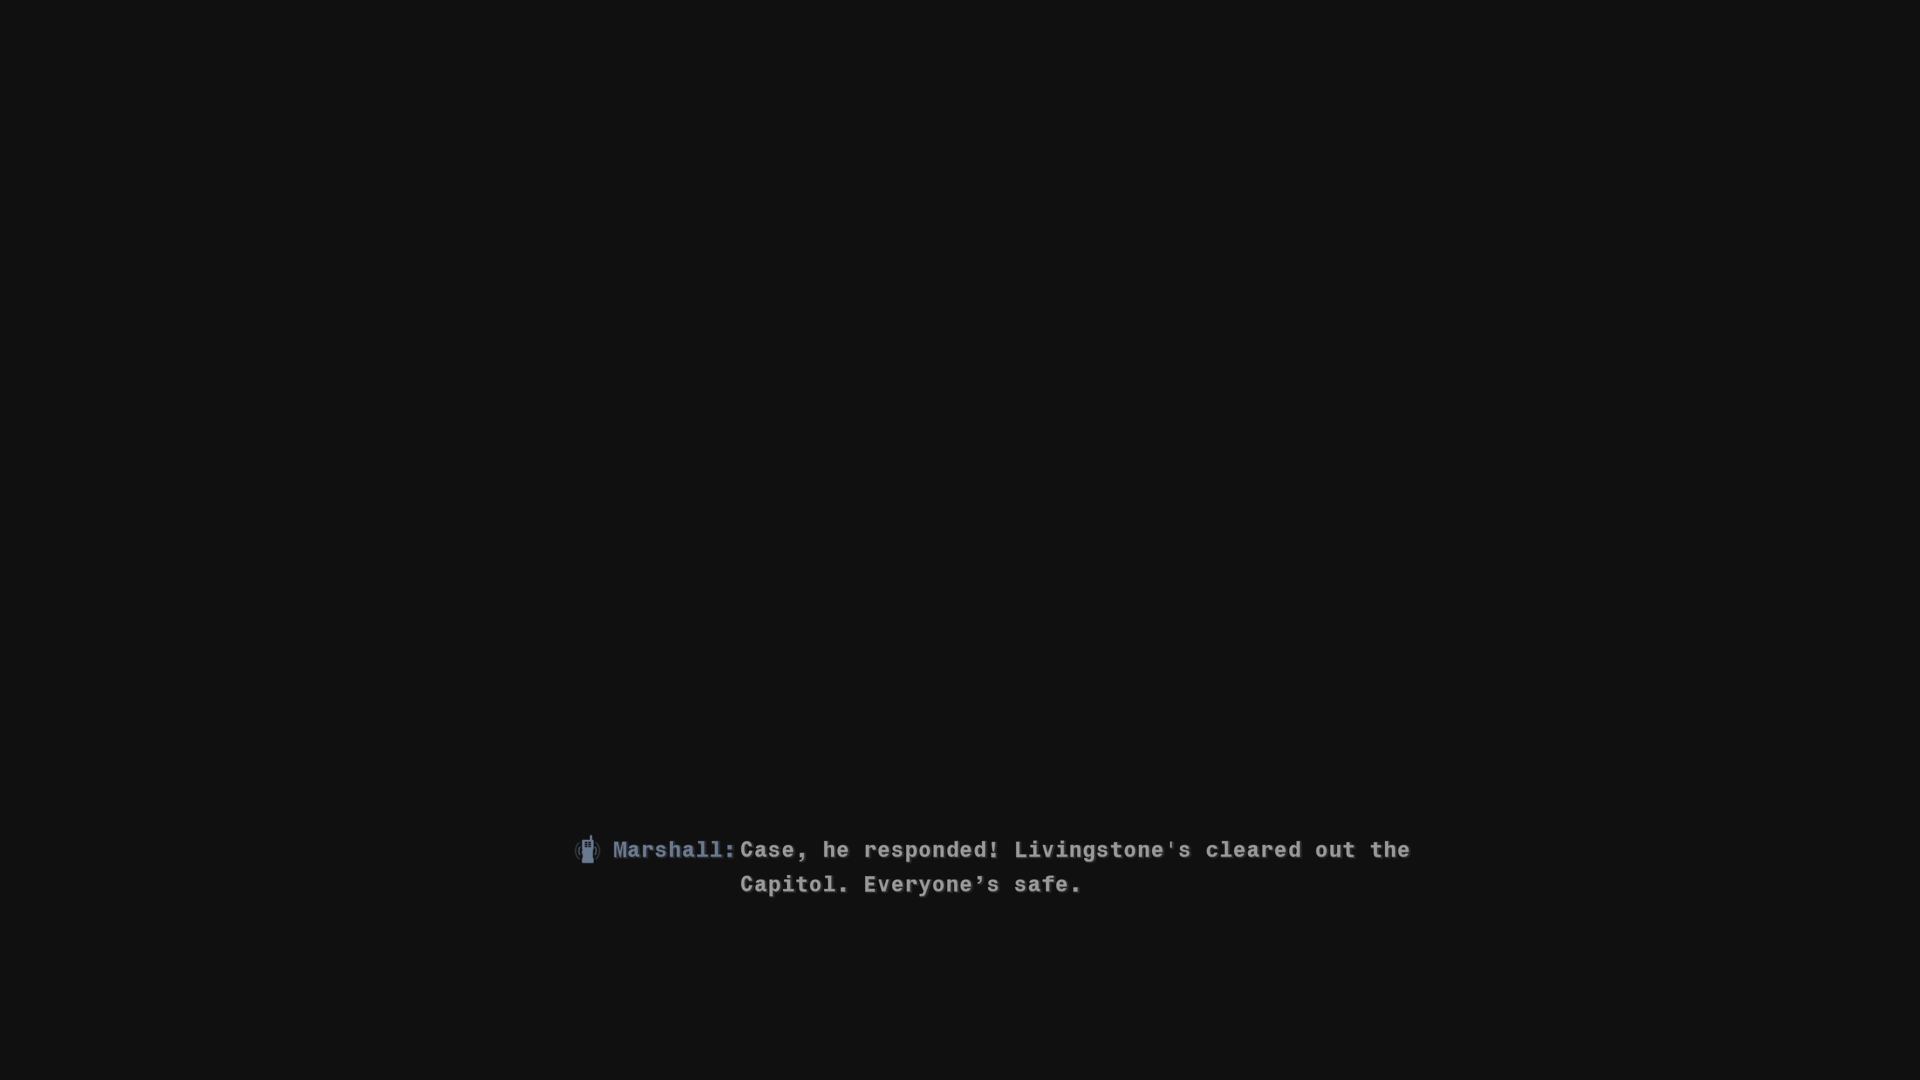 Marshall: Case, he responded! Livingstone's cleared out the
Capitol. Everyone’s safe.